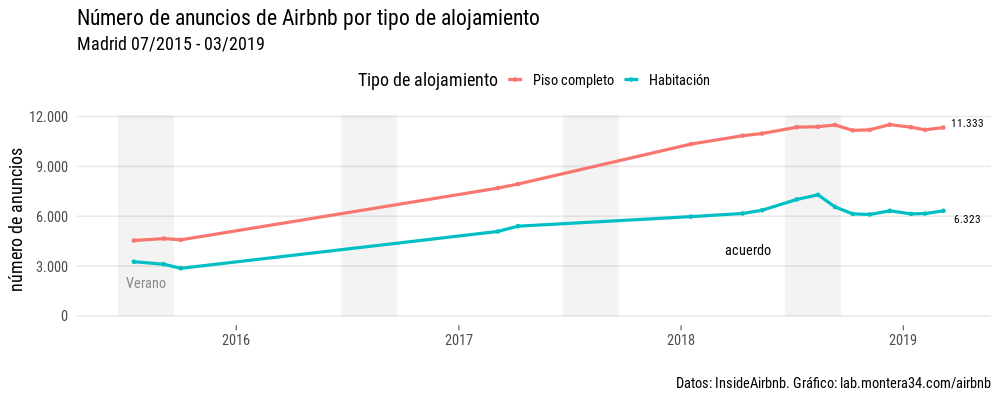 Número de anuncios de Airbnb por tipo de alojamiento
Madrid 07/2015 - 03/2019
Tipo de alojamiento Piso completo Habitación
número de anuncios
12.000
9.000
6.000
3.000
0
11.333
6.323
acuerdo
Verano
2016 2017 2018 2019
Datos: InsideAirbnb. Gráfico: lab.montera34.com/airbnb